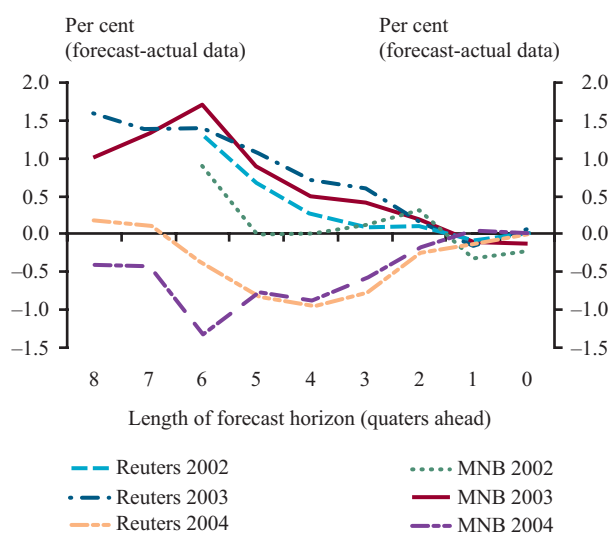 Per cent
(forecast-actual data)
Per cent
(forecast-actual data)
2.0 2.0
1.5 1.5
1.0 1.0
0.5 0.5
0.0 0.0
–0.5 –0.5
–1.0 –1.0
–1.5 –1.5
8 7 6 5 4 3 2 1 0
Length of forecast horizon (quaters ahead)
Reuters 2002 MNB 2002
Reuters 2003 MNB 2003
Reuters 2004 MNB 2004